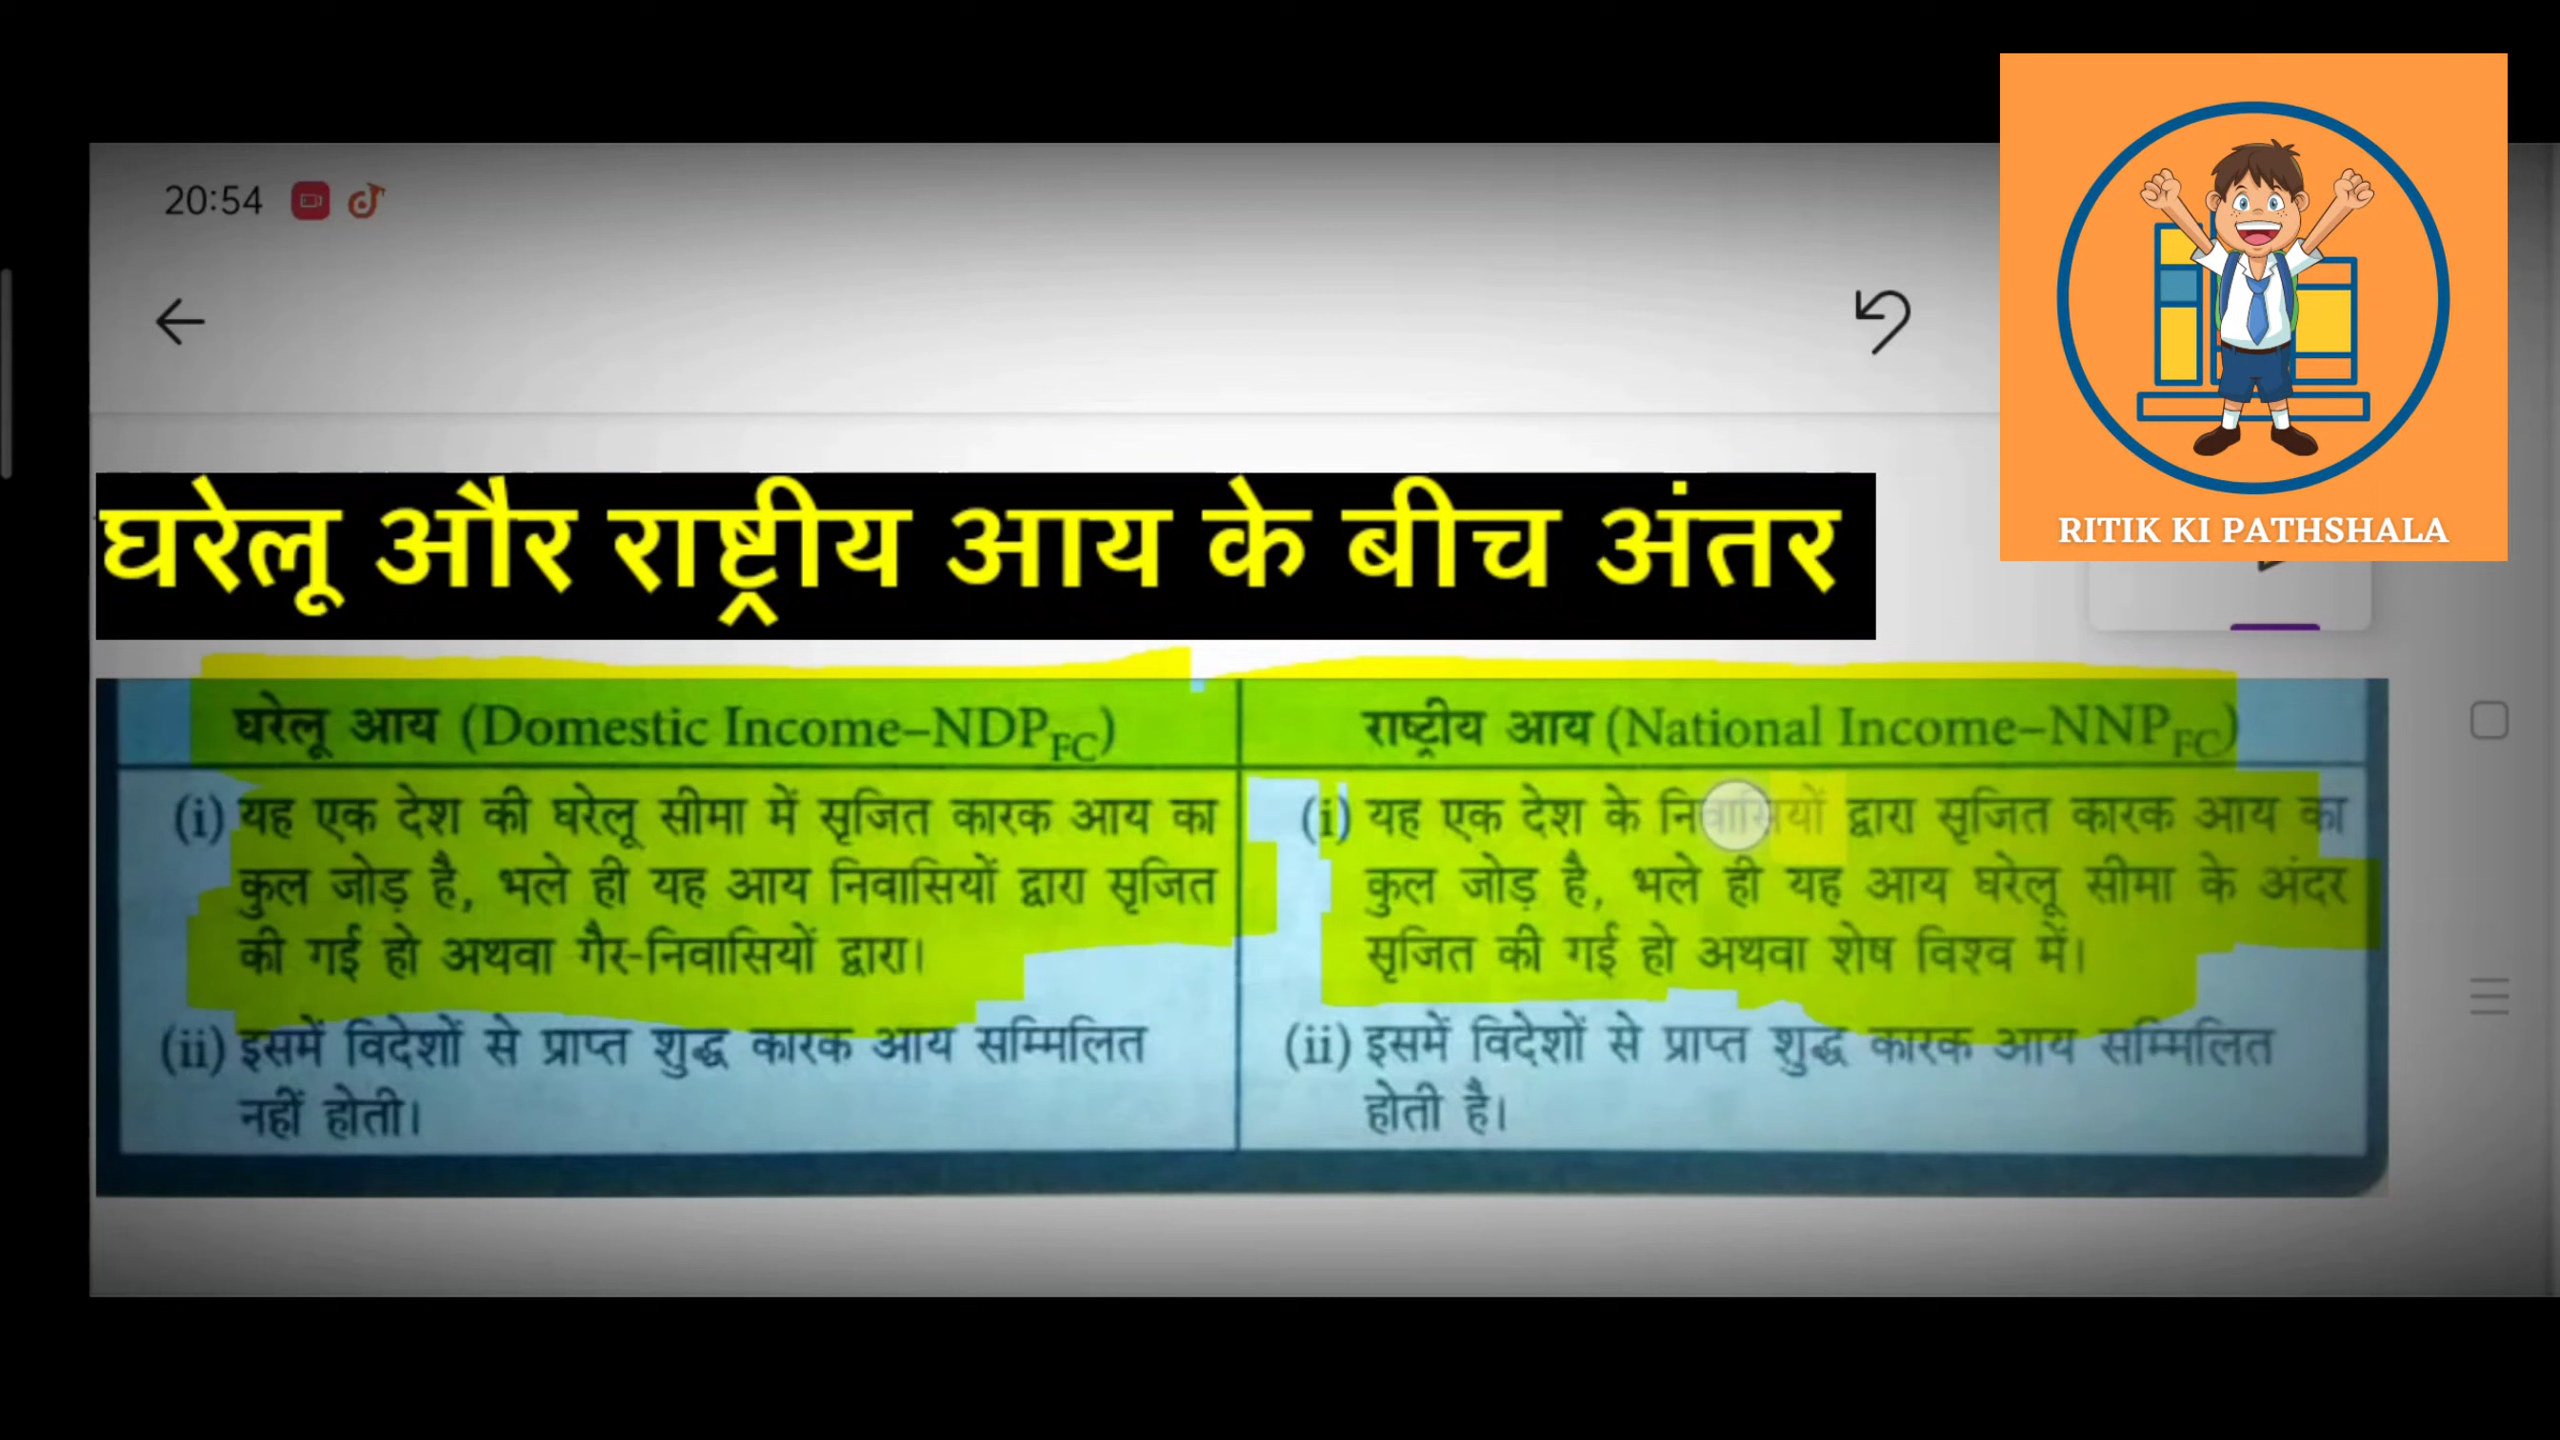 20:54
RITIK KI PATHSHALA
घरेलू और राष्ट्रीय आय के बीच अंतर
घरेलू आय (Domestic Income–NDP_FC)
(i) यह एक देश की घरेलू सीमा में सृजित कारक आय का
कुल जोड़ है, भले ही यह आय निवासियों द्वारा सृजित
की गई हो अथवा गैर-निवासियों द्वारा।
(ii) इसमें विदेशों से प्राप्त शुद्ध कारक आय सम्मिलित
नहीं होती।
राष्ट्रीय आय (National Income–NNP_FC)
(i) यह एक देश के निवासियों द्वारा सृजित कारक आय का
कुल जोड़ है, भले ही यह आय घरेलू सीमा के अंदर
सृजित की गई हो अथवा शेष विश्व में।
(ii) इसमें विदेशों से प्राप्त शुद्ध कारक आय सम्मिलित
होती है।